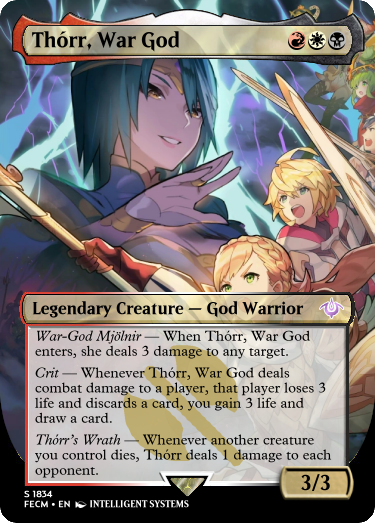 Thórr, War God
Legendary Creature — God Warrior
War-God Mjölnir — When Thórr, War God
enters, she deals 3 damage to any target.
Crit — Whenever Thórr, War God deals
combat damage to a player, that player loses 3
life and discards a card, you gain 3 life and
draw a card.
Thórr's Wrath — Whenever another creature
you control dies, Thórr deals 1 damage to each
opponent.
3/3
S 1834
FECM • EN INTELLIGENT SYSTEMS